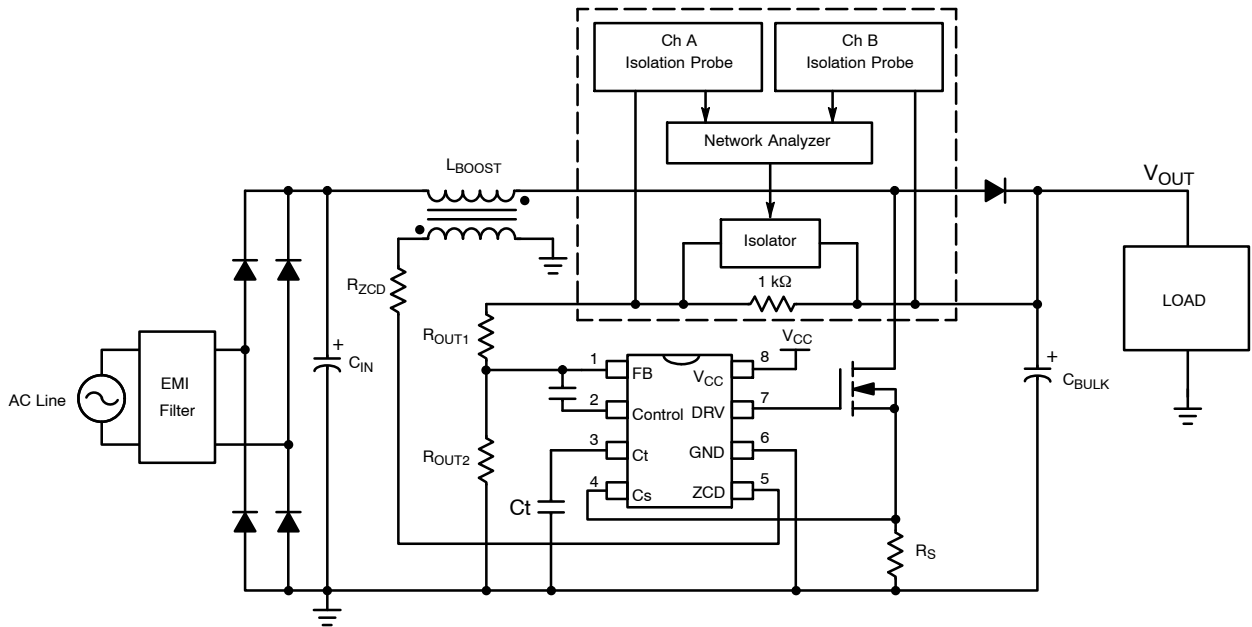 Ch A
Isolation Probe
Ch B
Isolation Probe
Network Analyzer
LBOOST
VOUT
Isolator
1 kΩ
RZCD
LOAD
ROUT1
VCC
+
CIN
1
8
FB
VCC
+
CBULK
EMI
Filter
AC Line
2
7
Control
DRV
3
6
Ct
GND
ROUT2
4
5
Cs
ZCD
Ct
RS